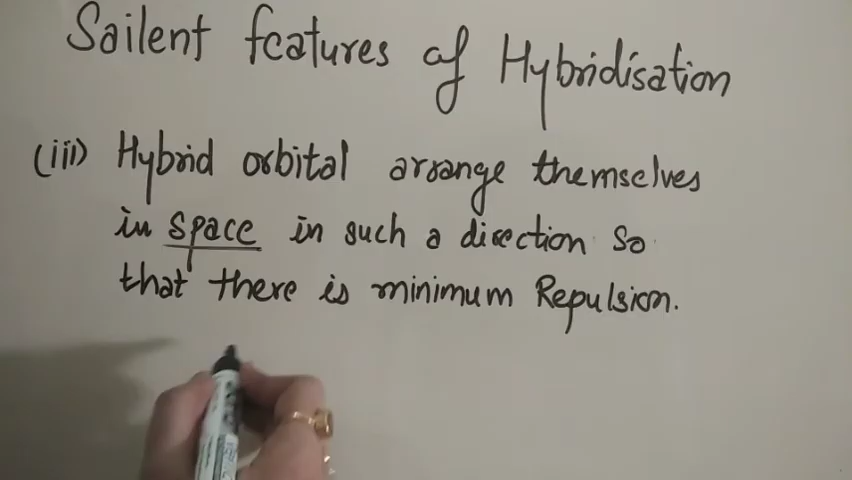 Sailent features of Hybridisation
(iii) Hybrid orbital arrange themselves
in space in such a direction so
that there is minimum Repulsion.